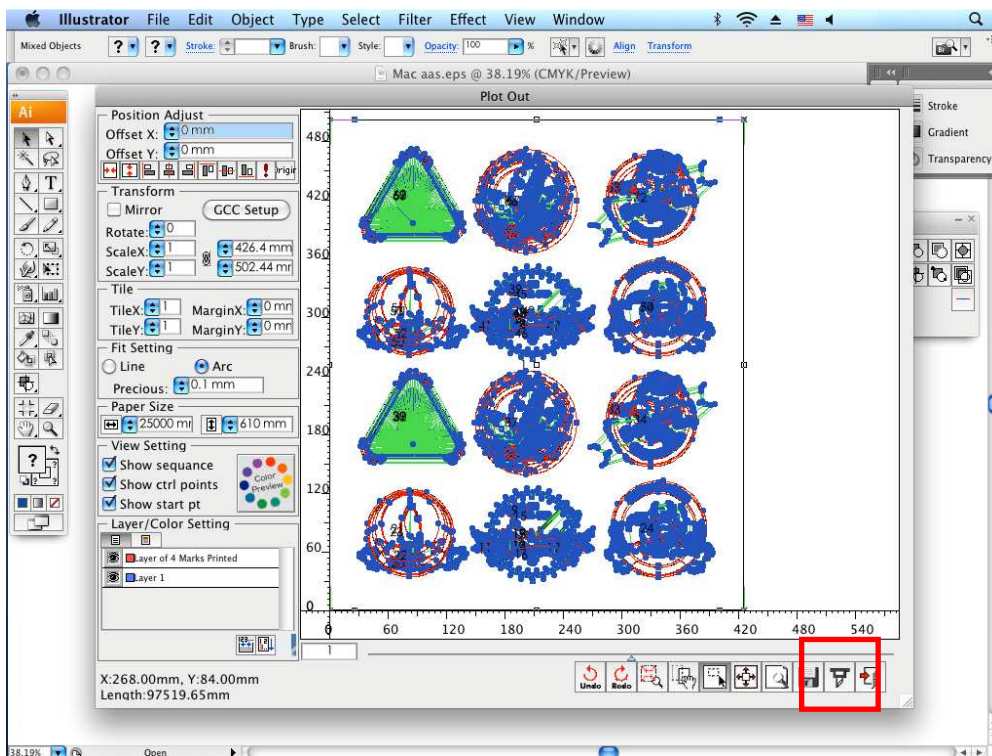 Illustrator File Edit Object Type Select Filter Effect View Window
Mixed Objects ? ? Stroke: Brush: Style: Opacity: 100 % Align Transform
Mac aas.eps @ 38.19% (CMYK/Preview)
Plot Out
Ai
Stroke
Gradient
Transparency
Position Adjust
Offset X: 0 mm
Offset Y: 0 mm
Transform
Mirror GCC Setup
Rotate: 0
ScaleX: 1 426.4 mm
ScaleY: 1 502.44 mr
Tile
TileX: 1 MarginX: 0 mr
TileY: 1 MarginY: 0 mr
Fit Setting
Line Arc
Precious: 0.1 mm
Paper Size
25000 mr 610 mm
View Setting
Show sequence
Show ctrl points
Show start pt
Color Preview
Layer/Color Setting
Layer of 4 Marks Printed
Layer 1
480
420
360
300
240
180
120
60
0
0 60 120 180 240 300 360 420 480 540
1
Undo Redo
X:268.00mm, Y:84.00mm
Length:97519.65mm
38.19% Open